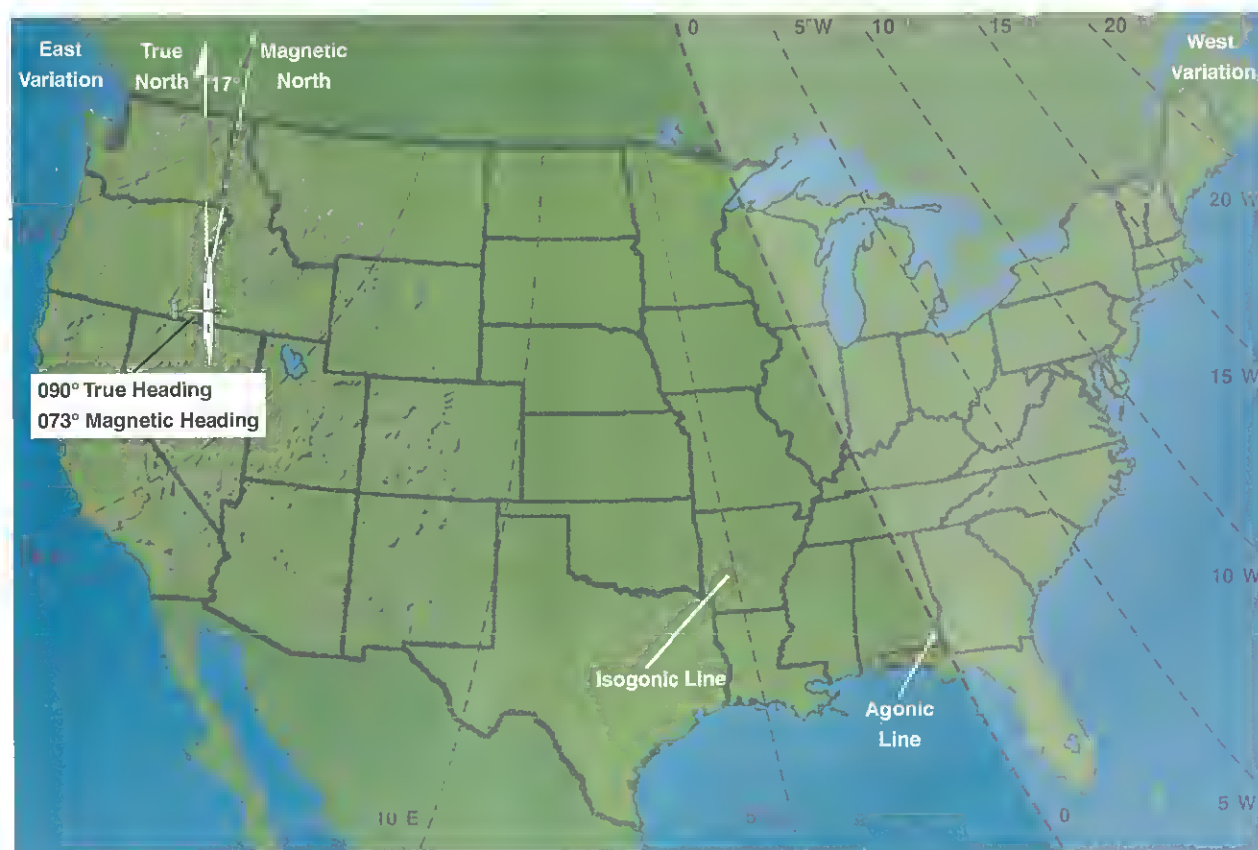 East
Variation
True
North
17°
Magnetic
North
0
5°W
10
15
20
West
Variation
20 W
15 W
10 W
5 W
090° True Heading
073° Magnetic Heading
Isogonic Line
Agonic
Line
10 E
0